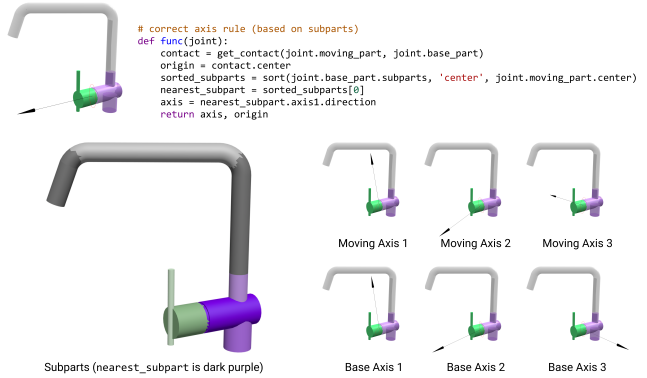 # correct axis rule (based on subparts)
def func(joint):
    contact = get_contact(joint.moving_part, joint.base_part)
    origin = contact.center
    sorted_subparts = sort(joint.base_part.subparts, 'center', joint.moving_part.center)
    nearest_subpart = sorted_subparts[0]
    axis = nearest_subpart.axis1.direction
    return axis, origin
Moving Axis 1
Moving Axis 2
Moving Axis 3
Base Axis 1
Base Axis 2
Base Axis 3
Subparts (nearest_subpart is dark purple)